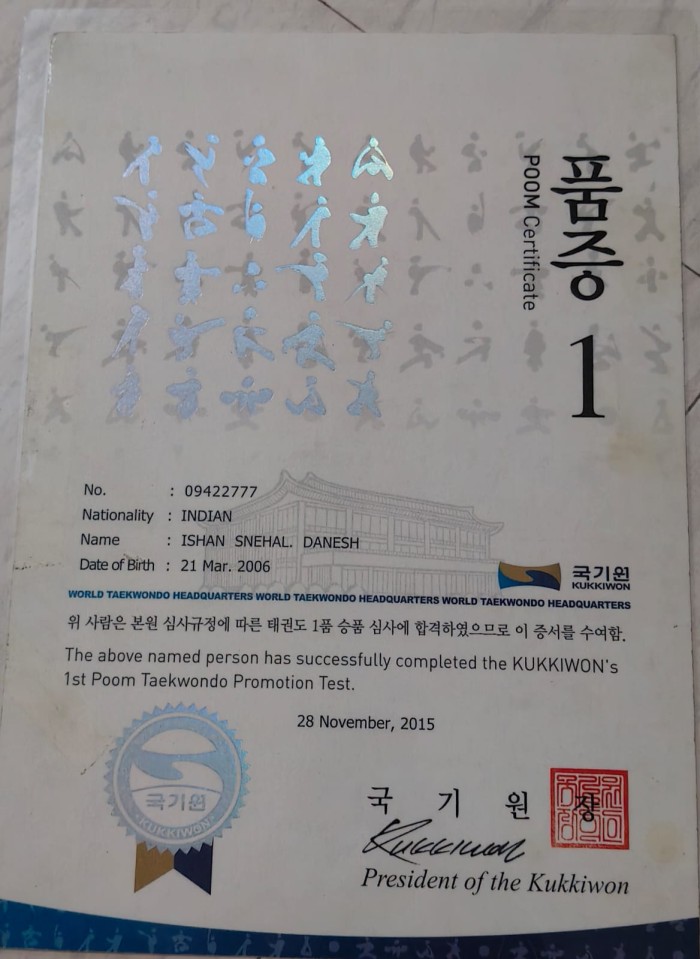 품증 1
POOM Certificate
No. : 09422777
Nationality : INDIAN
Name : ISHAN SNEHAL. DANESH
Date of Birth : 21 Mar. 2006
국기원
KUKKIWON
WORLD TAEKWONDO HEADQUARTERS WORLD TAEKWONDO HEADQUARTERS WORLD TAEKWONDO HEADQUARTERS
위 사람은 본원 심사규정에 따른 태권도 1품 승품 심사에 합격하였으므로 이 증서를 수여함.
The above named person has successfully completed the KUKKIWON's
1st Poom Taekwondo Promotion Test.
28 November, 2015
국기원
KUKKIWON
국 기 원 장
Kukkiwon
President of the Kukkiwon